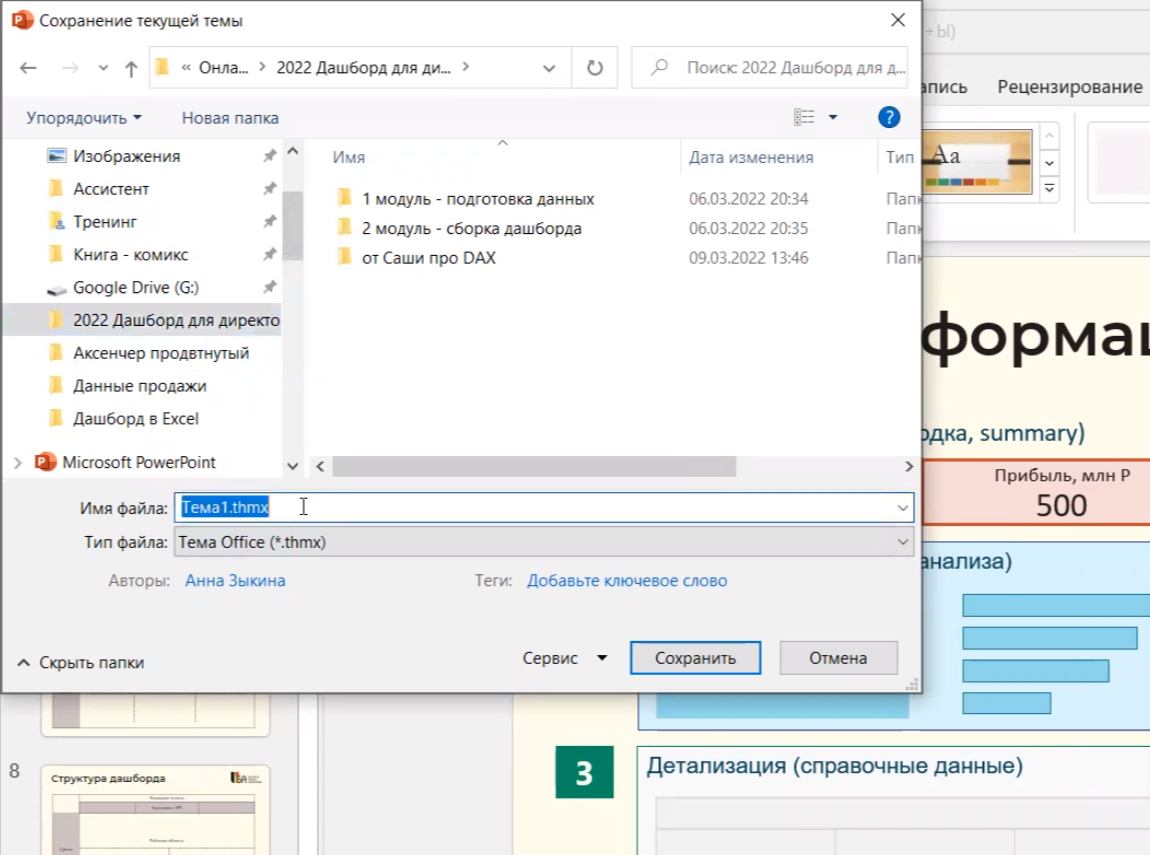 Сохранение текущей темы
+Ы)
« Онла... > 2022 Дашборд для ди... >
Поиск: 2022 Дашборд для д...
апись Рецензирование
Упорядочить
Новая папка
?
Aa
Изображения
Ассистент
Тренинг
Книга - комикс
Google Drive (G:)
2022 Дашборд для директо
Аксенчер продвтнутый
Данные продажи
Дашборд в Excel
Microsoft PowerPoint
Имя Дата изменения Тип
1 модуль - подготовка данных 06.03.2022 20:34 Папк
2 модуль - сборка дашборда 06.03.2022 20:35 Папк
от Саши про DAX 09.03.2022 13:46 Папк
Имя файла: Тема1.thmx
Тип файла: Тема Office (*.thmx)
Авторы: Анна Зыкина Теги: Добавьте ключевое слово
Скрыть папки
Сервис Сохранить Отмена
формац
одка, summary)
Прибыль, млн Р
500
анализа)
3
Детализация (справочные данные)
8
Структура дашборда